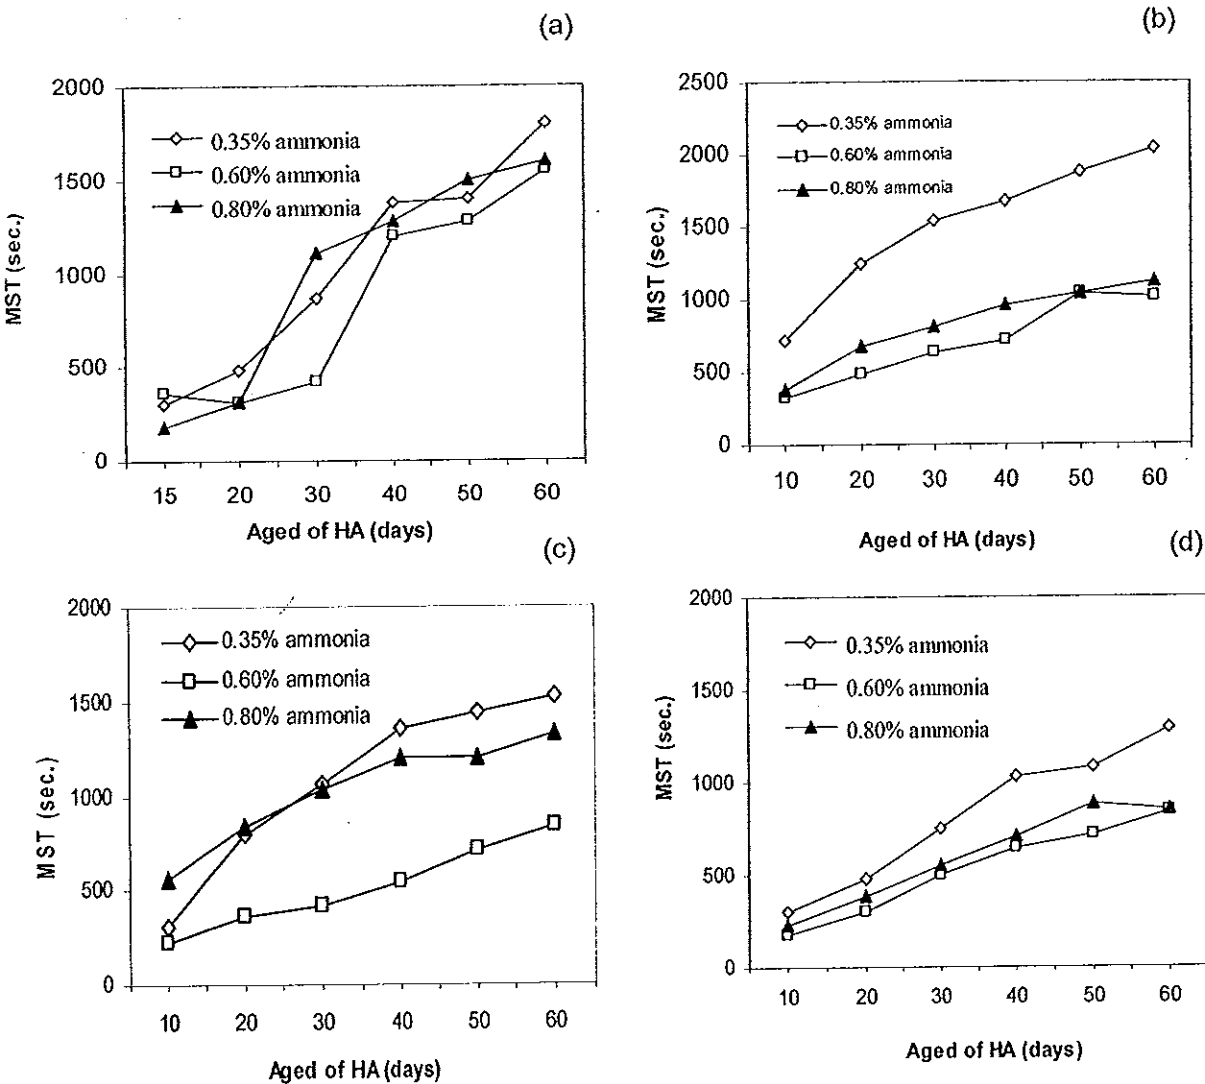 (a)
2000
1500
1000
500
0
MST (sec.)
0.35% ammonia
0.60% ammonia
0.80% ammonia
15 20 30 40 50 60
Aged of HA (days)
(b)
2500
2000
1500
1000
500
0
MST (sec.)
0.35% ammonia
0.60% ammonia
0.80% ammonia
10 20 30 40 50 60
Aged of HA (days)
(c)
2000
1500
1000
500
0
MST (sec.)
0.35% ammonia
0.60% ammonia
0.80% ammonia
10 20 30 40 50 60
Aged of HA (days)
(d)
2000
1500
1000
500
0
MST (sec.)
0.35% ammonia
0.60% ammonia
0.80% ammonia
10 20 30 40 50 60
Aged of HA (days)